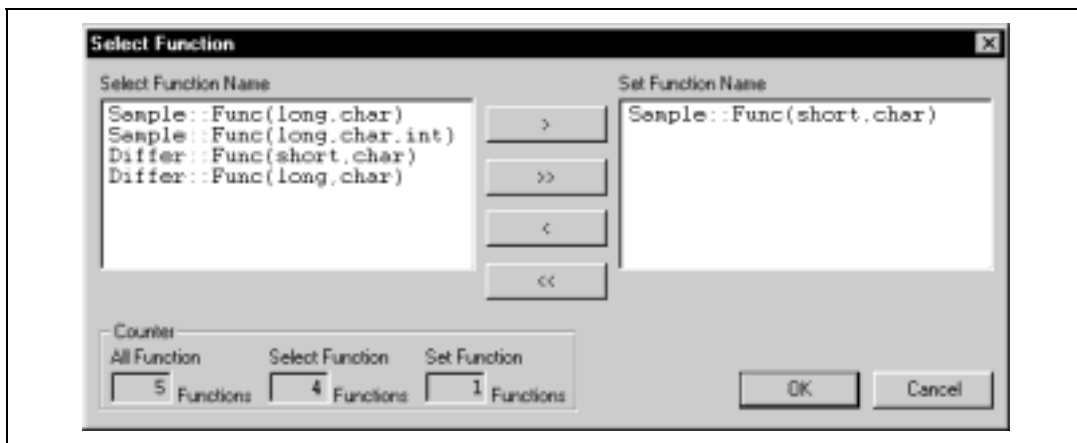 Select Function
Select Function Name
Set Function Name
Sample::Func(long,char)
Sample::Func(long,char,int)
Differ::Func(short,char)
Differ::Func(long,char)
Sample::Func(short,char)
>
>>
<
<<
Counter
All Function
Select Function
Set Function
5 Functions
4 Functions
1 Functions
OK
Cancel